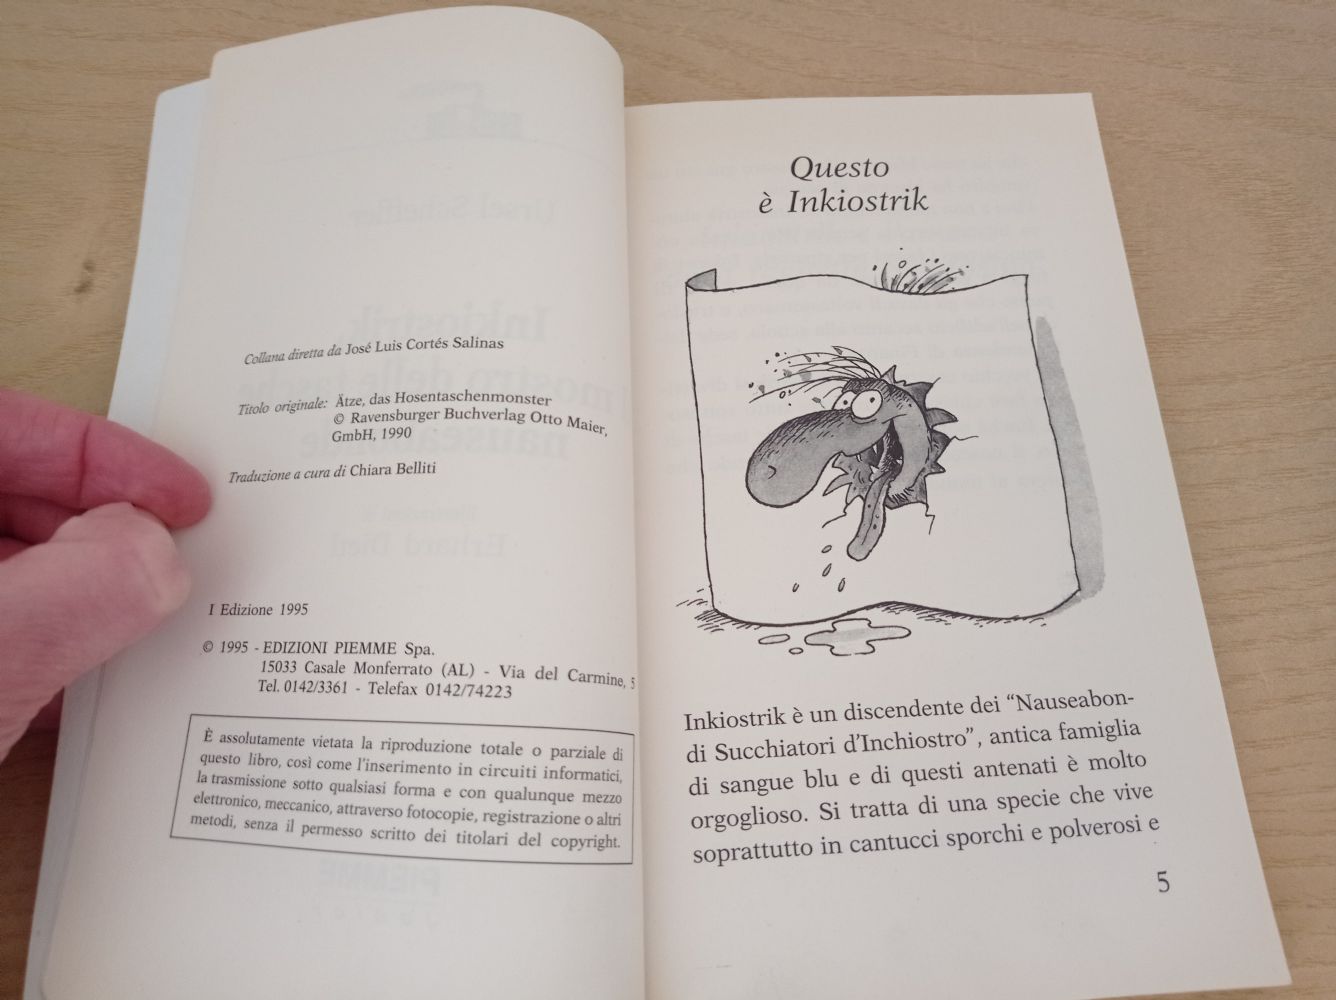 Collana diretta da José Luis Cortés Salinas
Titolo originale: Ätze, das Hosentaschenmonster
© Ravensburger Buchverlag Otto Maier,
GmbH, 1990
Traduzione a cura di Chiara Belliti
I Edizione 1995
© 1995 - EDIZIONI PIEMME Spa.
15033 Casale Monferrato (AL) - Via del Carmine, 5
Tel. 0142/3361 - Telefax 0142/74223
È assolutamente vietata la riproduzione totale o parziale di
questo libro, così come l'inserimento in circuiti informatici,
la trasmissione sotto qualsiasi forma e con qualunque mezzo
elettronico, meccanico, attraverso fotocopie, registrazione o altri
metodi, senza il permesso scritto dei titolari del copyright.
Questo
è Inkiostrik
Inkiostrik è un discendente dei “Nauseabon-
di Succhiatori d'Inchiostro”, antica famiglia
di sangue blu e di questi antenati è molto
orgoglioso. Si tratta di una specie che vive
soprattutto in cantucci sporchi e polverosi e
5